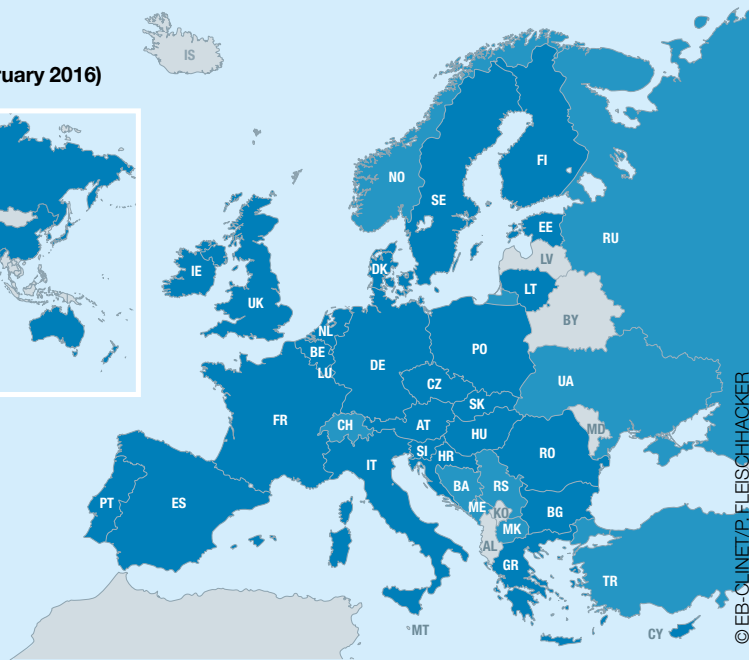 IS
ruary 2016)
NO
SE
FI
EE
RU
LV
IE
DK
LT
UK
BY
NL
BE
LU
DE
PO
UA
CZ
FR
CH
SK
AT
MD
HU
SI
HR
RO
IT
BA
RS
PT
ES
ME
KO
BG
MK
AL
GR
TR
MT
CY
© EB-CLINET/P. FLEISCHHACKER